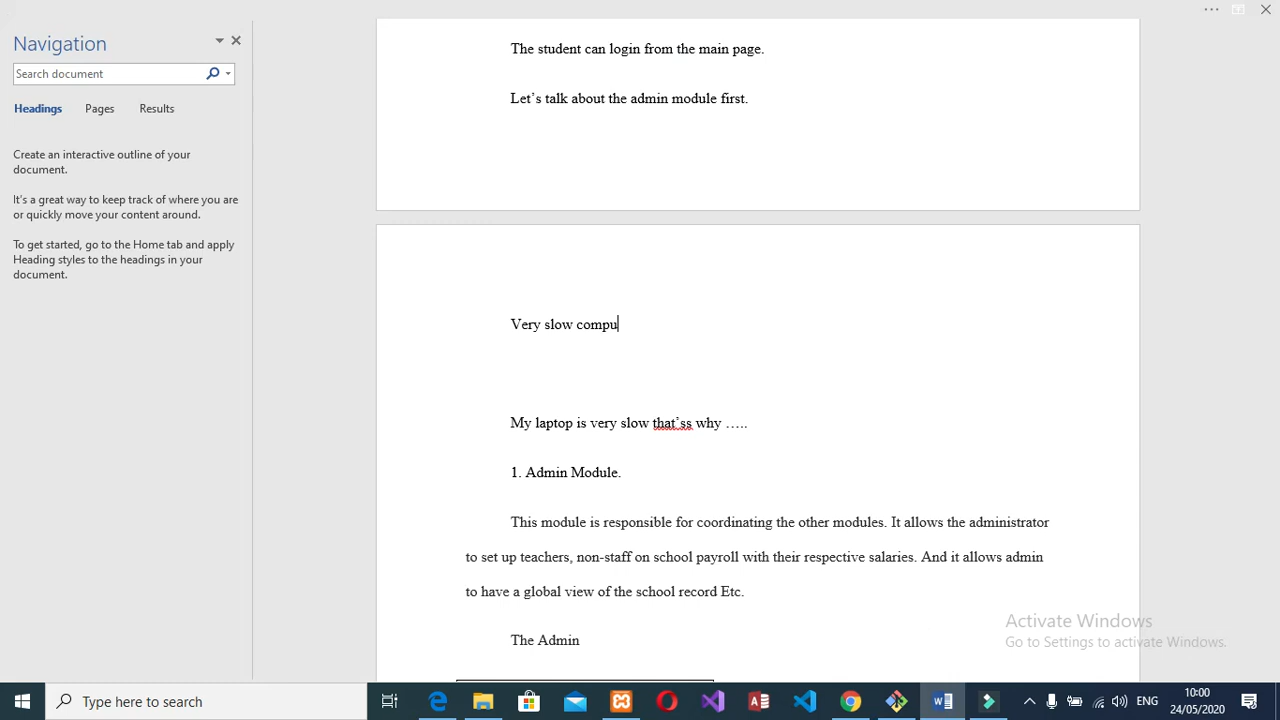 Navigation
Search document
Headings Pages Results
Create an interactive outline of your
document.
It's a great way to keep track of where you are
or quickly move your content around.
To get started, go to the Home tab and apply
Heading styles to the headings in your
document.
The student can login from the main page.
Let’s talk about the admin module first.
Very slow compu
My laptop is very slow that’ss why …..
1. Admin Module.
This module is responsible for coordinating the other modules. It allows the administrator
to set up teachers, non-staff on school payroll with their respective salaries. And it allows admin
to have a global view of the school record Etc.
The Admin
Activate Windows
Go to Settings to activate Windows.
Type here to search
ENG
10:00
24/05/2020